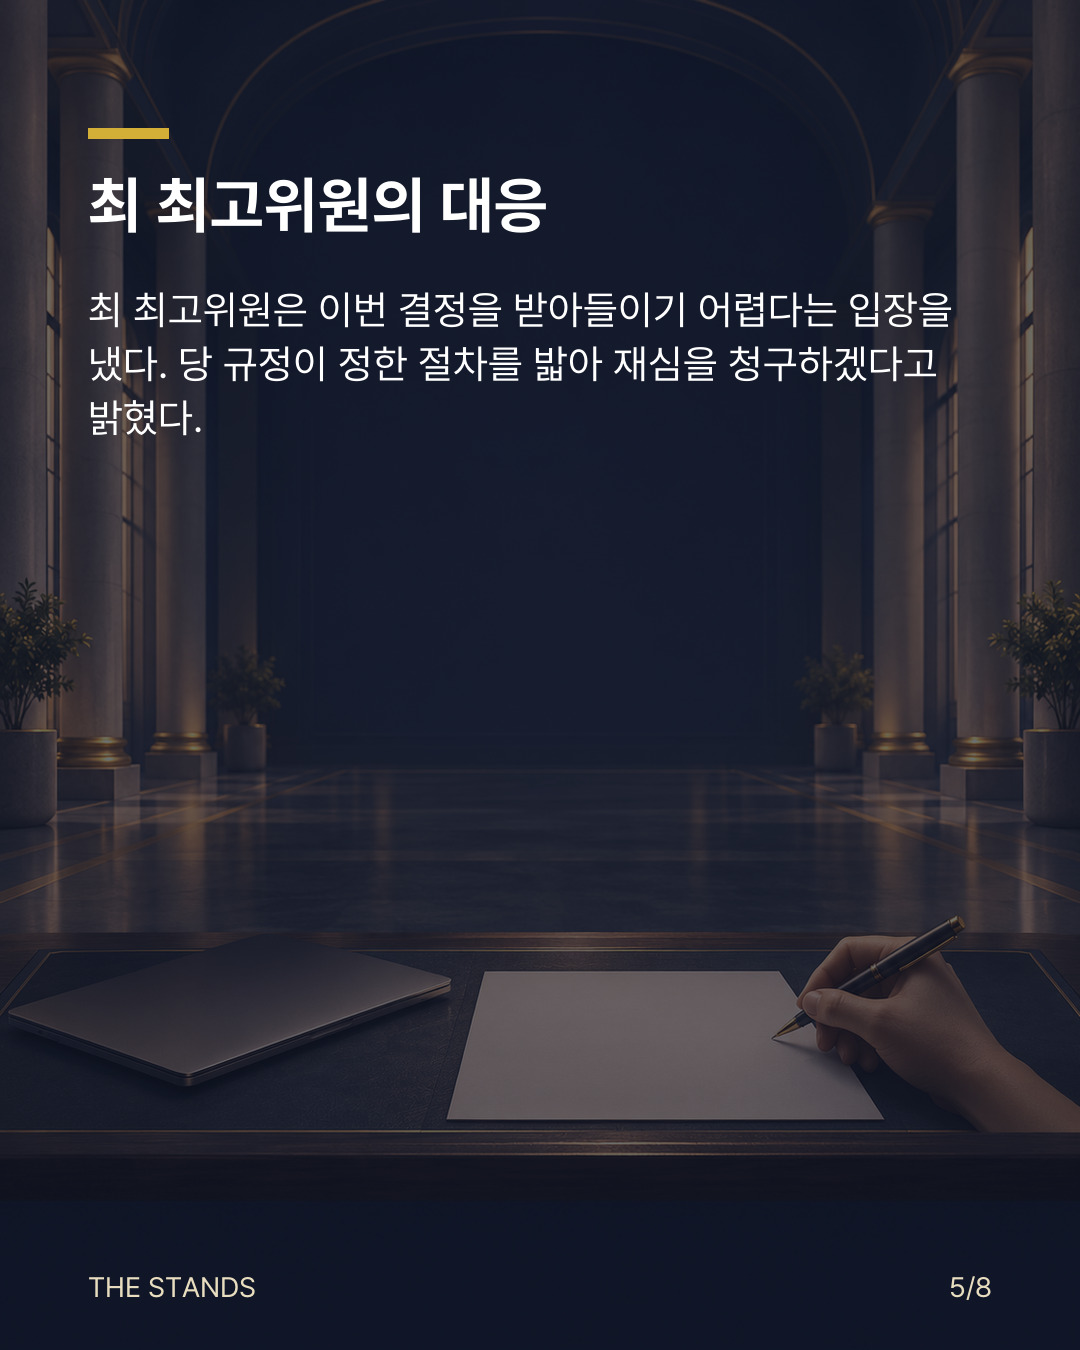 최 최고위원의 대응
최 최고위원은 이번 결정을 받아들이기 어렵다는 입장을
냈다. 당 규정이 정한 절차를 밟아 재심을 청구하겠다고
밝혔다.
THE STANDS
5/8